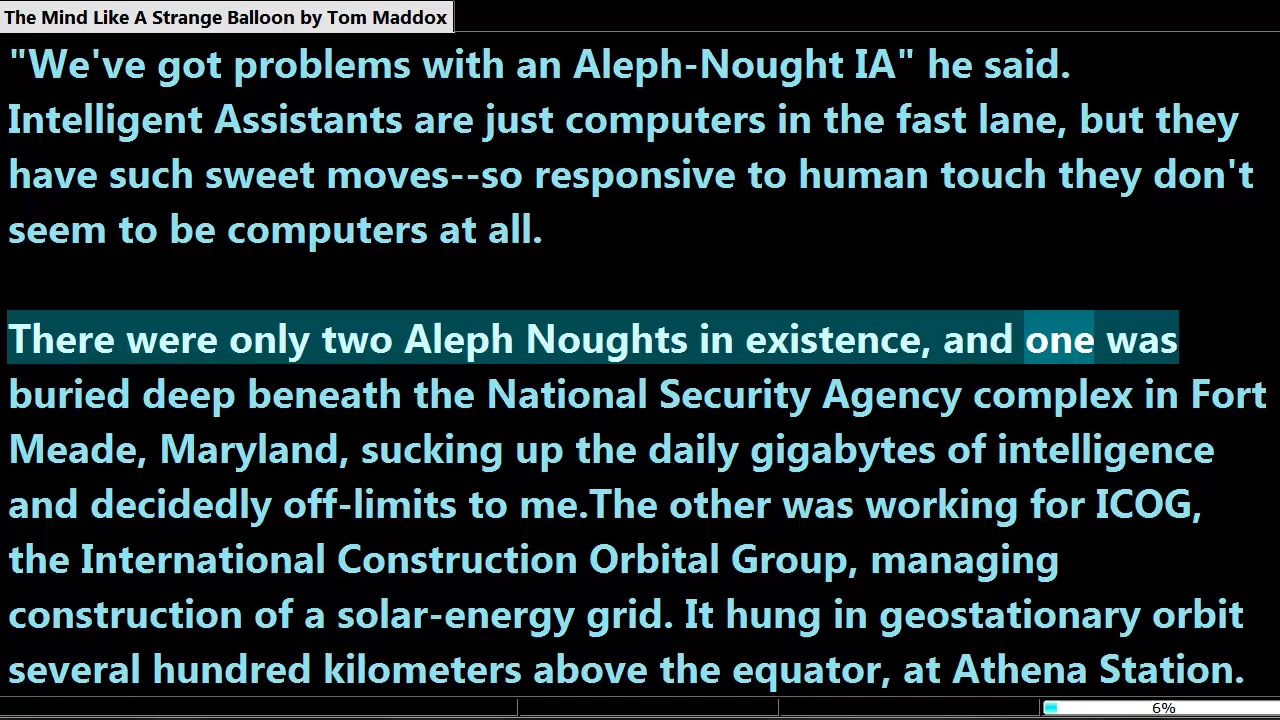 The Mind Like A Strange Balloon by Tom Maddox
"We've got problems with an Aleph-Nought IA" he said.
Intelligent Assistants are just computers in the fast lane, but they
have such sweet moves--so responsive to human touch they don't
seem to be computers at all.
There were only two Aleph Noughts in existence, and one was
buried deep beneath the National Security Agency complex in Fort
Meade, Maryland, sucking up the daily gigabytes of intelligence
and decidedly off-limits to me.The other was working for ICOG,
the International Construction Orbital Group, managing
construction of a solar-energy grid. It hung in geostationary orbit
several hundred kilometers above the equator, at Athena Station.
6%